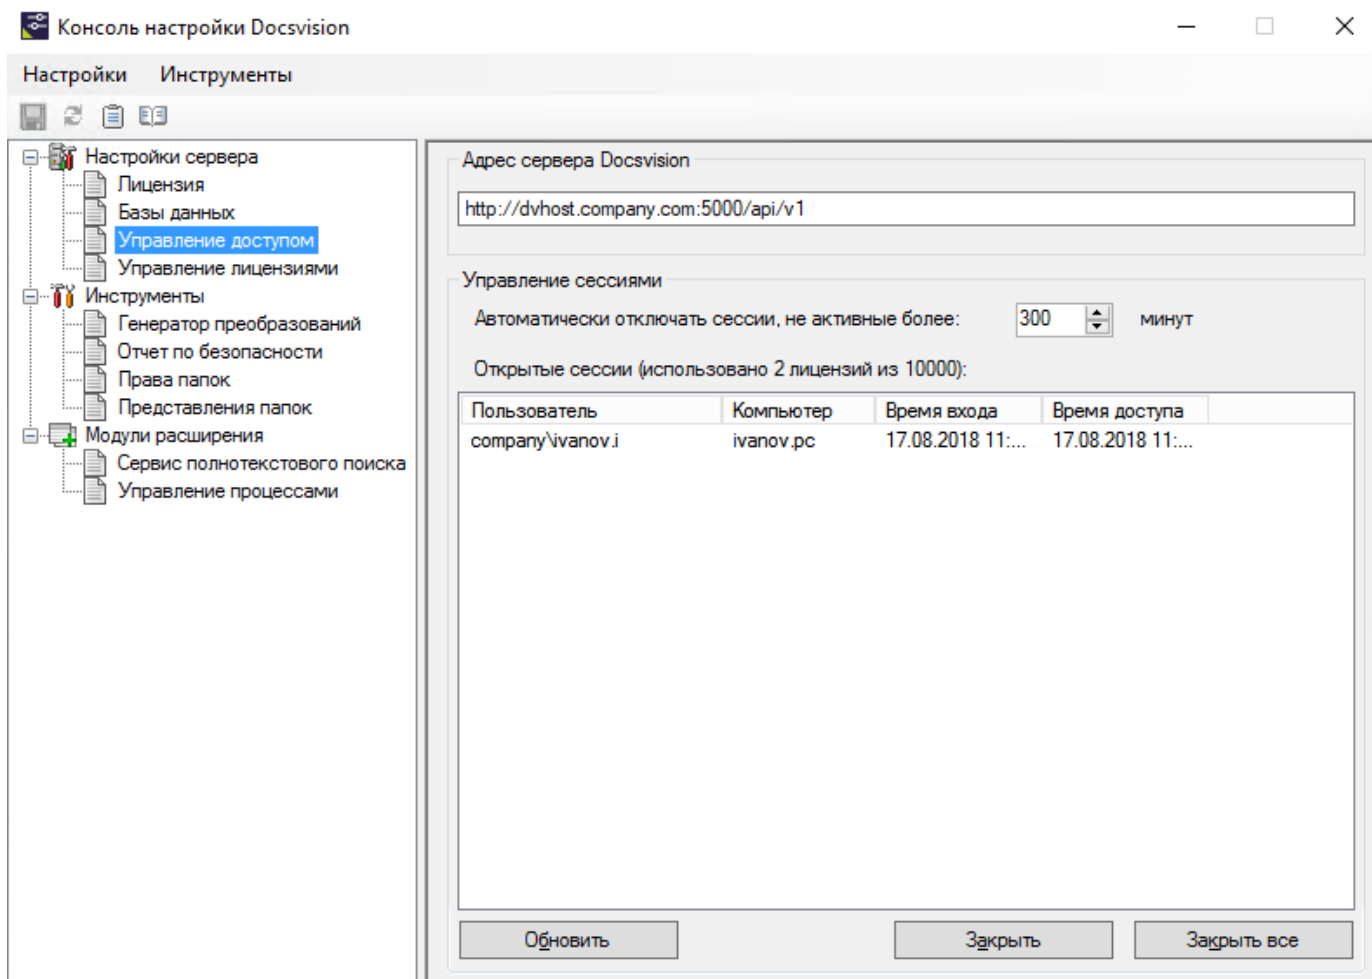 Консоль настройки Docsvision
Настройки Инструменты
Настройки сервера
Лицензия
Базы данных
Управление доступом
Управление лицензиями
Инструменты
Генератор преобразований
Отчет по безопасности
Права папок
Представления папок
Модули расширения
Сервис полнотекстового поиска
Управление процессами
Адрес сервера Docsvision
http://dvhost.company.com:5000/api/v1
Управление сессиями
Автоматически отключать сессии, не активные более: 300 минут
Открытые сессии (использовано 2 лицензий из 10000):
Пользователь Компьютер Время входа Время доступа
company\ivanov.i ivanov.pc 17.08.2018 11:... 17.08.2018 11:...
Обновить Закрыть Закрыть все